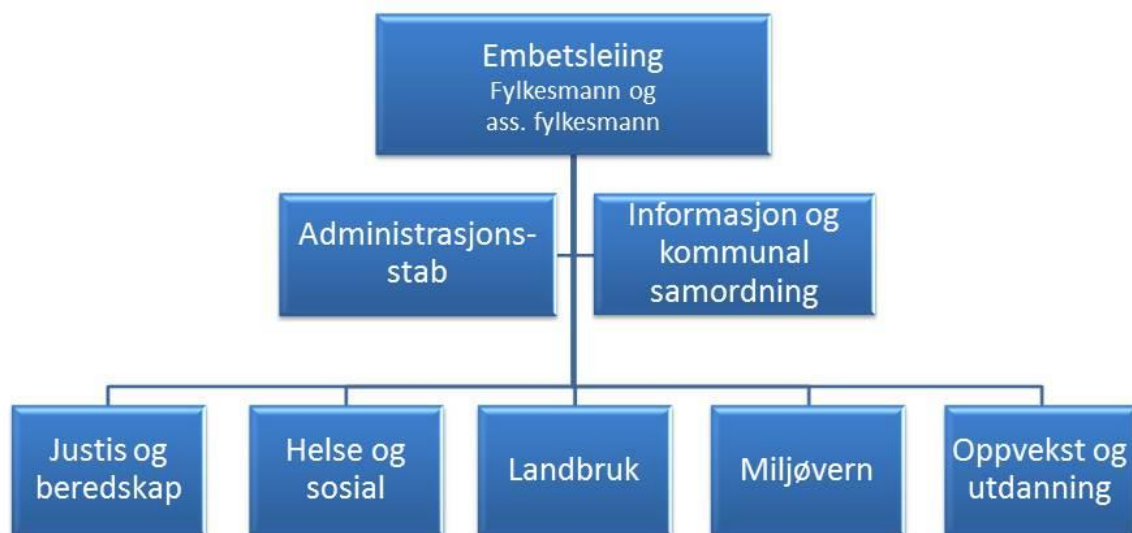 Embetsleiing
Fylkesmann og
ass. fylkesmann
Administrasjons-
stab
Informasjon og
kommunal
samordning
Justis og
beredskap
Helse og
sosial
Landbruk
Miljøvern
Oppvekst og
utdanning